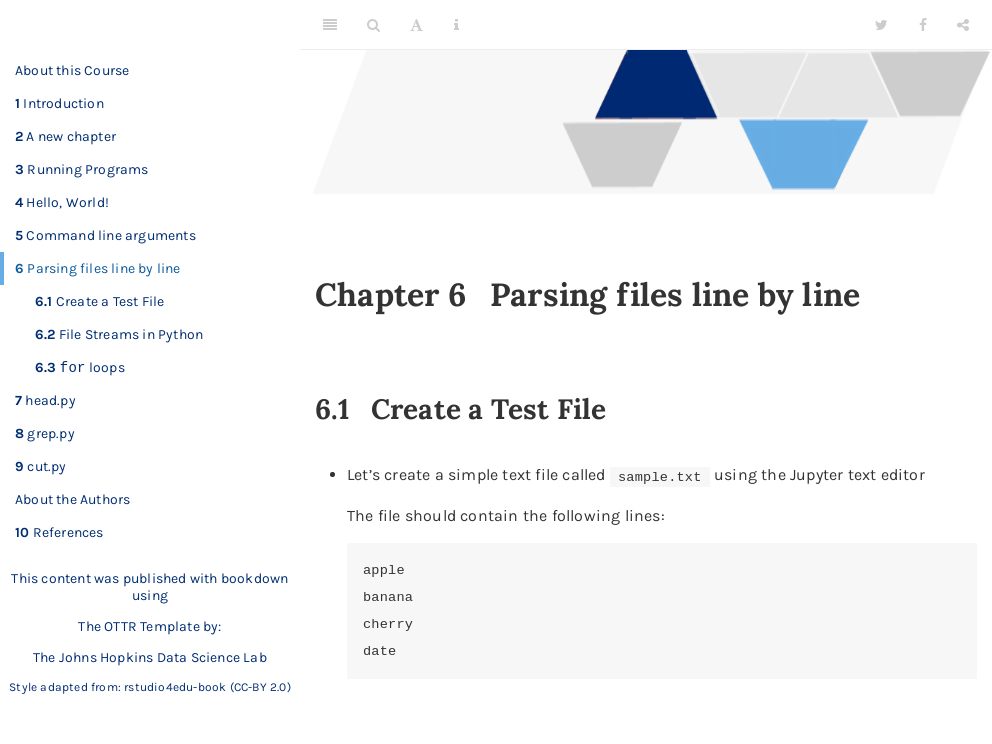 About this Course
1 Introduction
2 A new chapter
3 Running Programs
4 Hello, World!
5 Command line arguments
6 Parsing files line by line
6.1 Create a Test File
6.2 File Streams in Python
6.3 for loops
7 head.py
8 grep.py
9 cut.py
About the Authors
10 References
This content was published with bookdown
using
The OTTR Template by:
The Johns Hopkins Data Science Lab
Style adapted from: rstudio4edu-book (CC-BY 2.0)
Chapter 6 Parsing files line by line
6.1 Create a Test File
• Let’s create a simple text file called sample.txt using the Jupyter text editor
The file should contain the following lines:
apple
banana
cherry
date